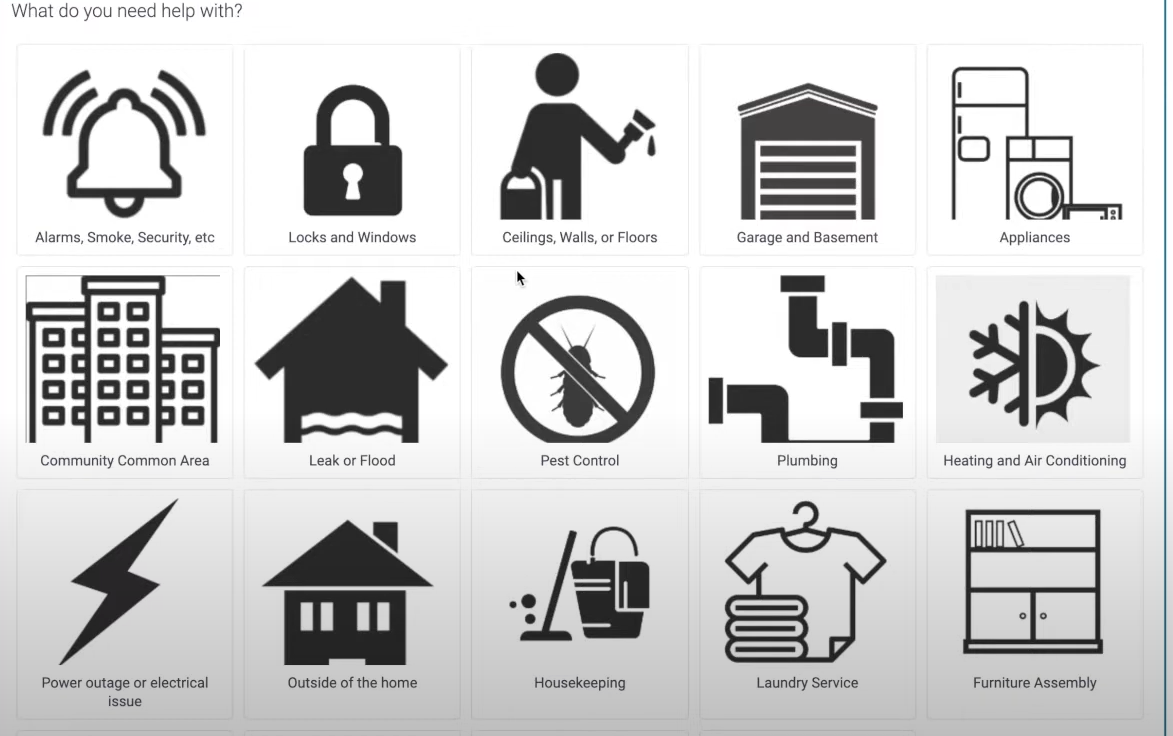 What do you need help with?
Alarms, Smoke, Security, etc
Locks and Windows
Ceilings, Walls, or Floors
Garage and Basement
Appliances
Community Common Area
Leak or Flood
Pest Control
Plumbing
Heating and Air Conditioning
Power outage or electrical
issue
Outside of the home
Housekeeping
Laundry Service
Furniture Assembly